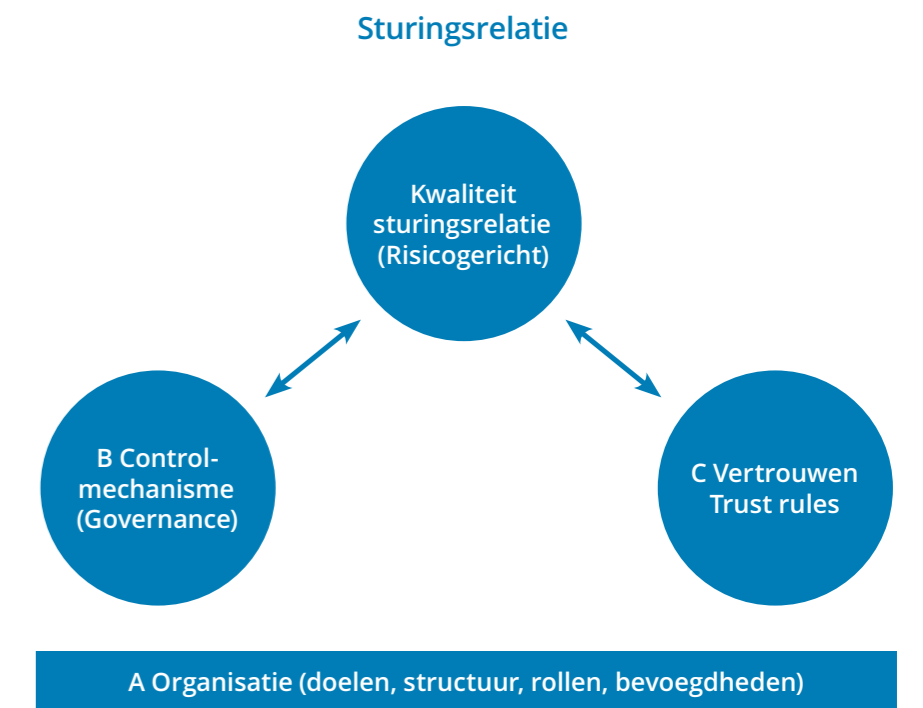 Sturingsrelatie
Kwaliteit
sturingsrelatie
(Risicogericht)
B Control-
mechanisme
(Governance)
C Vertrouwen
Trust rules
A Organisatie (doelen, structuur, rollen, bevoegdheden)